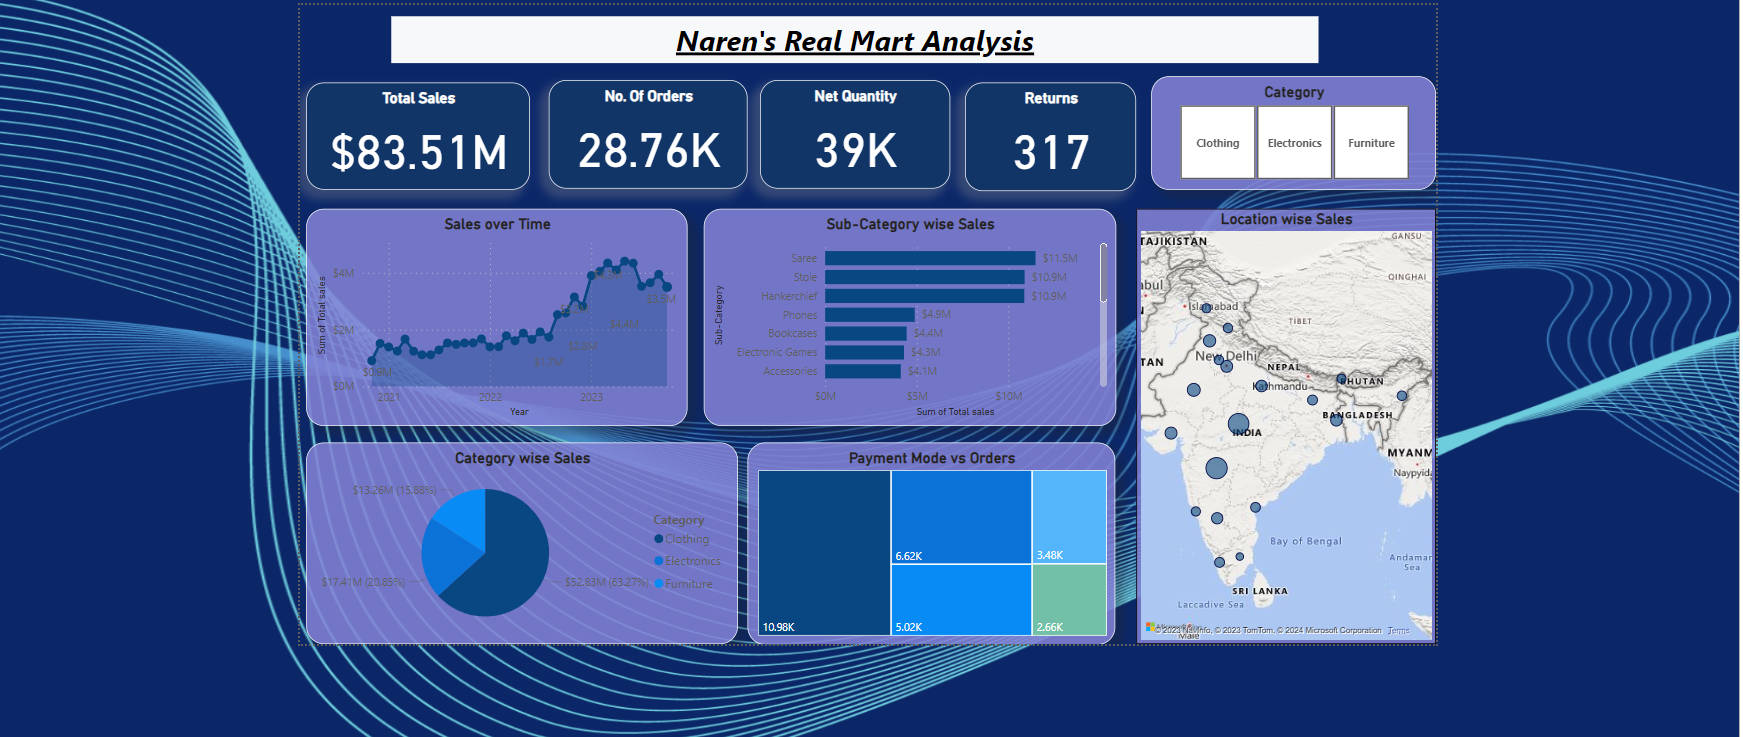 Naren's Real Mart Analysis
Total Sales
$83.51M
No. Of Orders
28.76K
Net Quantity
39K
Returns
317
Category
Clothing
Electronics
Furniture
Sales over Time
Sum of Total sales
$4M
$2M
$0M
$0.9M
$1.7M
$4.4M
$3.5M
2021
2022
2023
Year
Sub-Category wise Sales
Sub-Category
Saree $11.5M
Stole $10.9M
Hankerchief $10.9M
Phones $4.9M
Bookcases $4.4M
Electronic Games $4.3M
Accessories $4.1M
$0M $5M $10M
Sum of Total sales
Location wise Sales
TAJIKISTAN
GANSU
QINGHAI
abul
Islamabad
TIBET
New Delhi
TAN
NEPAL
Kathmandu
BHUTAN
BANGLADESH
INDIA
MYANM
Naypyida
Bay of Bengal
Andaman
Sea
SRI LANKA
Laccadive Sea
Male
© 2023 NavInfo, © 2023 TomTom, © 2024 Microsoft Corporation Terms
Category wise Sales
$13.26M (15.88%)
$17.41M (20.85%)
$52.83M (63.27%)
Category
Clothing
Electronics
Furniture
Payment Mode vs Orders
10.98K
6.62K
5.02K
3.48K
2.66K